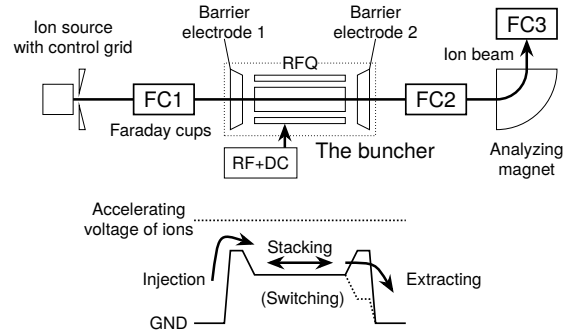 Ion source
with control grid
Barrier
electrode 1
Barrier
electrode 2
FC3
Ion beam
RFQ
FC1
FC2
Faraday cups
RF+DC
The buncher
Analyzing
magnet
Accelerating
voltage of ions
Stacking
Injection
(Switching)
Extracting
GND